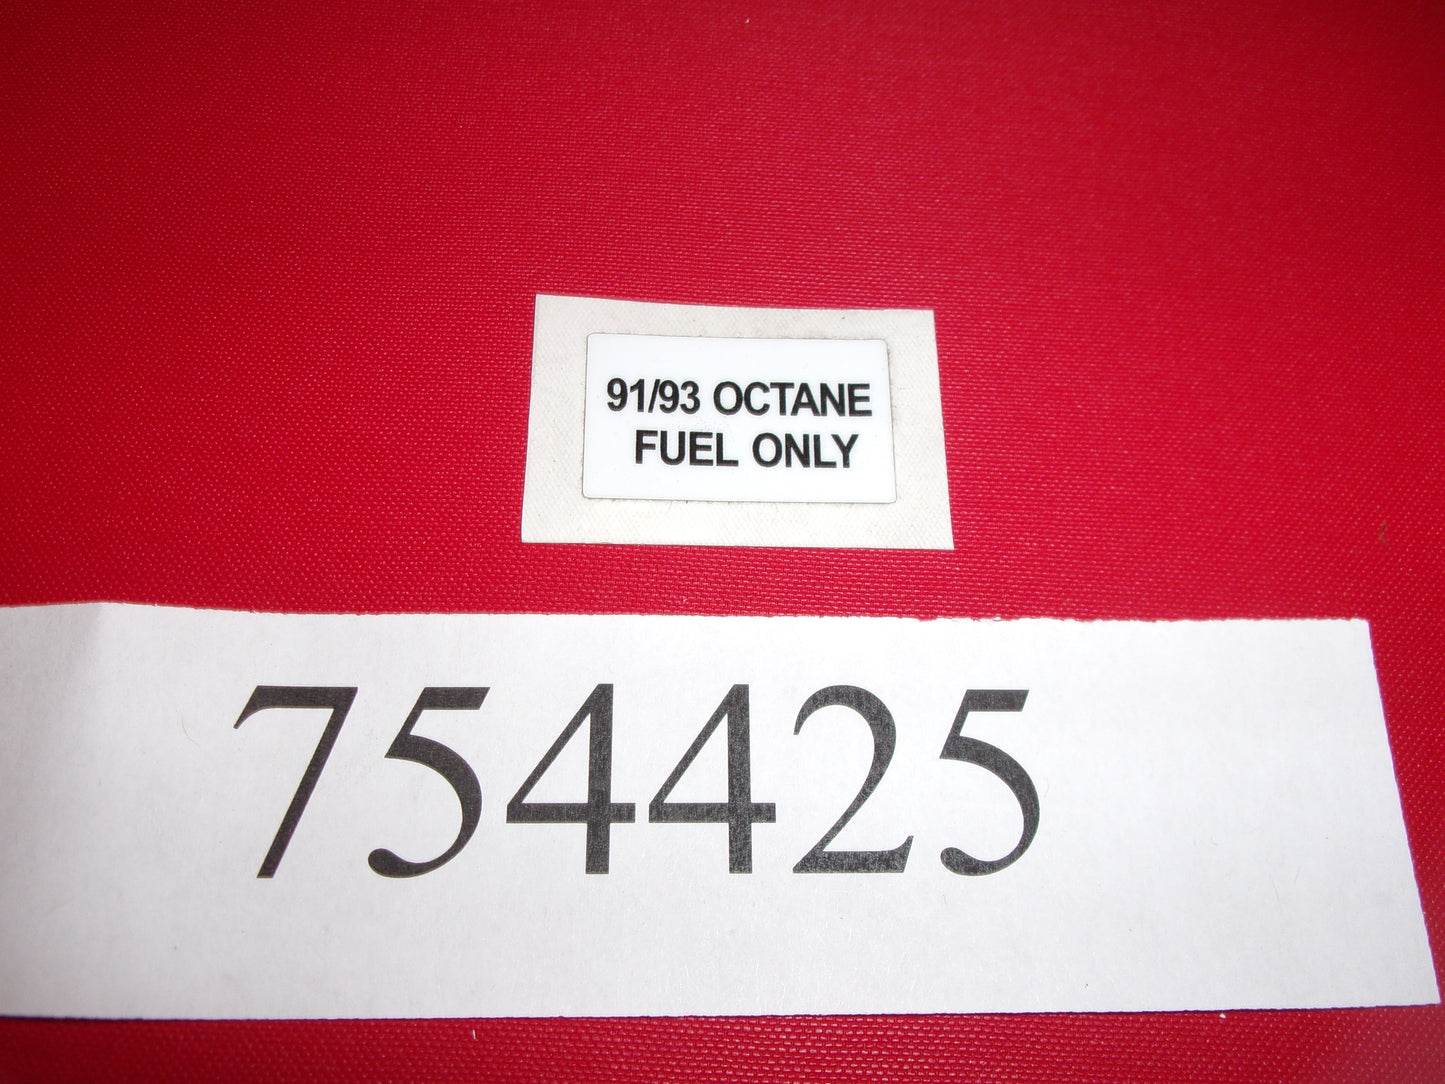 91/93 OCTANE
FUEL ONLY
754425